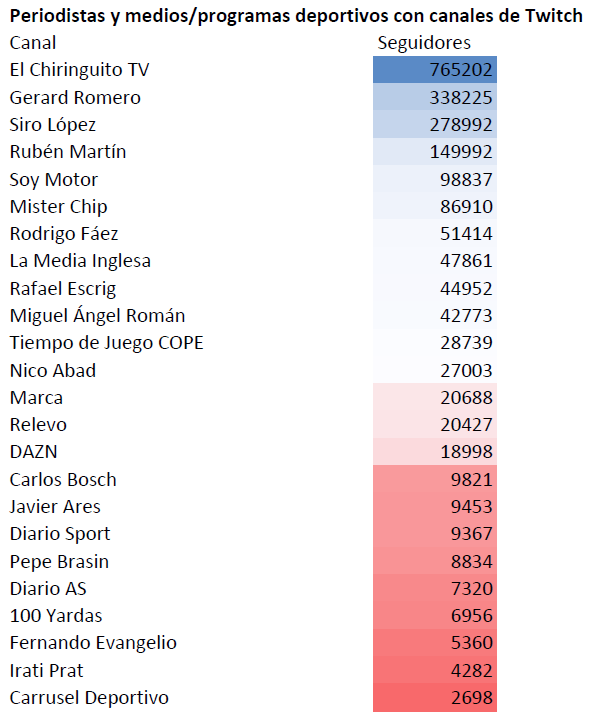 Periodistas y medios/programas deportivos con canales de Twitch
Canal Seguidores
El Chiringuito TV 765202
Gerard Romero 338225
Siro López 278992
Rubén Martín 149992
Soy Motor 98837
Mister Chip 86910
Rodrigo Fáez 51414
La Media Inglesa 47861
Rafael Escrig 44952
Miguel Ángel Román 42773
Tiempo de Juego COPE 28739
Nico Abad 27003
Marca 20688
Relevo 20427
DAZN 18998
Carlos Bosch 9821
Javier Ares 9453
Diario Sport 9367
Pepe Brasin 8834
Diario AS 7320
100 Yardas 6956
Fernando Evangelio 5360
Irati Prat 4282
Carrusel Deportivo 2698